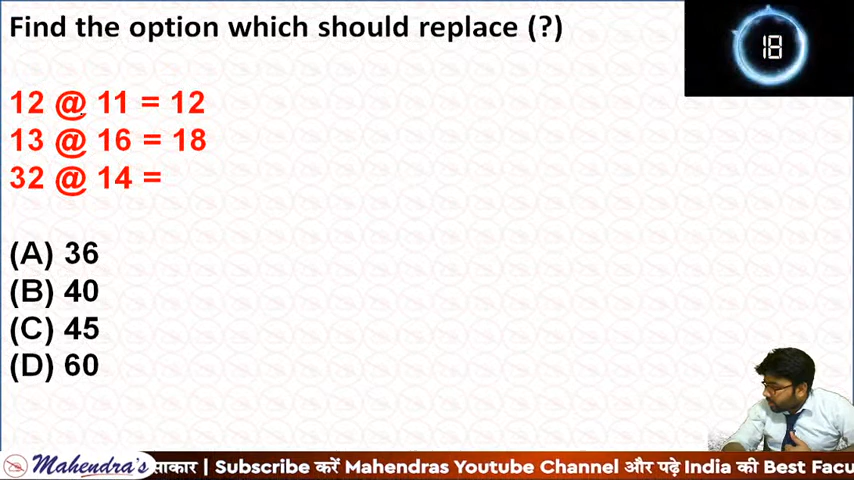 Find the option which should replace (?)
18
12 @ 11 = 12
13 @ 16 = 18
32 @ 14 =
(A) 36
(B) 40
(C) 45
(D) 60
Mahendra's
साकार | Subscribe करें Mahendras Youtube Channel और पढ़े India की Best Facu